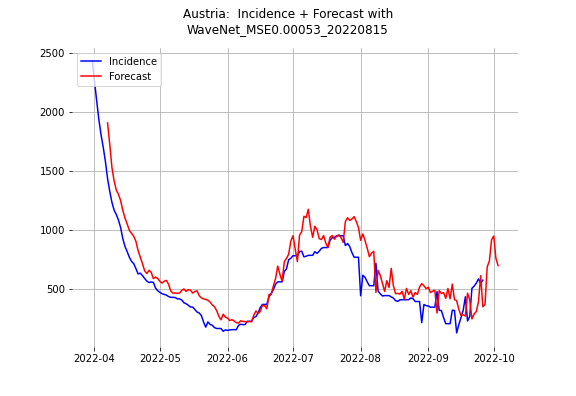 Austria:  Incidence + Forecast with
WaveNet_MSE0.00053_20220815
2500
2000
1500
1000
500
Incidence
Forecast
2022-04 2022-05 2022-06 2022-07 2022-08 2022-09 2022-10